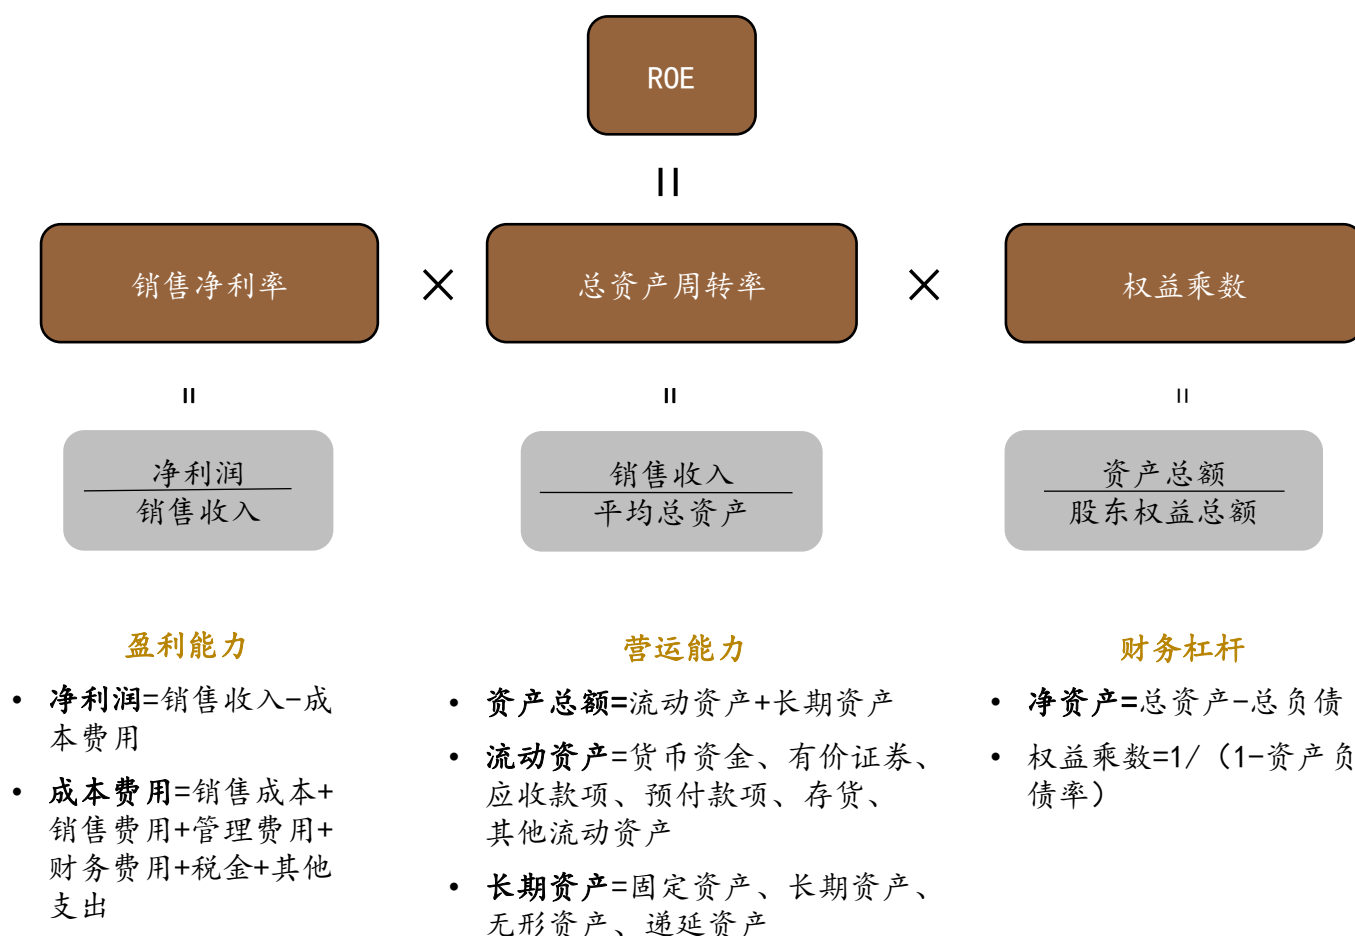 ROE
=
销售净利率 × 总资产周转率 × 权益乘数
= = =
净利润
销售收入
销售收入
平均总资产
资产总额
股东权益总额
盈利能力
• 净利润=销售收入-成
本费用
• 成本费用=销售成本+
销售费用+管理费用+
财务费用+税金+其他
支出
营运能力
• 资产总额=流动资产+长期资产
• 流动资产=货币资金、有价证券、
应收款项、预付款项、存货、
其他流动资产
• 长期资产=固定资产、长期资产、
无形资产、递延资产
财务杠杆
• 净资产=总资产-总负债
• 权益乘数=1/（1-资产负
债率）